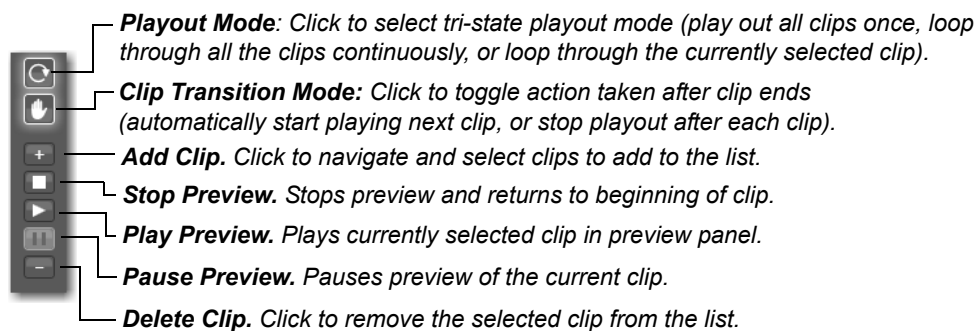 Playout Mode: Click to select tri-state playout mode (play out all clips once, loop
through all the clips continuously, or loop through the currently selected clip).
Clip Transition Mode: Click to toggle action taken after clip ends
(automatically start playing next clip, or stop playout after each clip).
Add Clip. Click to navigate and select clips to add to the list.
Stop Preview. Stops preview and returns to beginning of clip.
Play Preview. Plays currently selected clip in preview panel.
Pause Preview. Pauses preview of the current clip.
Delete Clip. Click to remove the selected clip from the list.